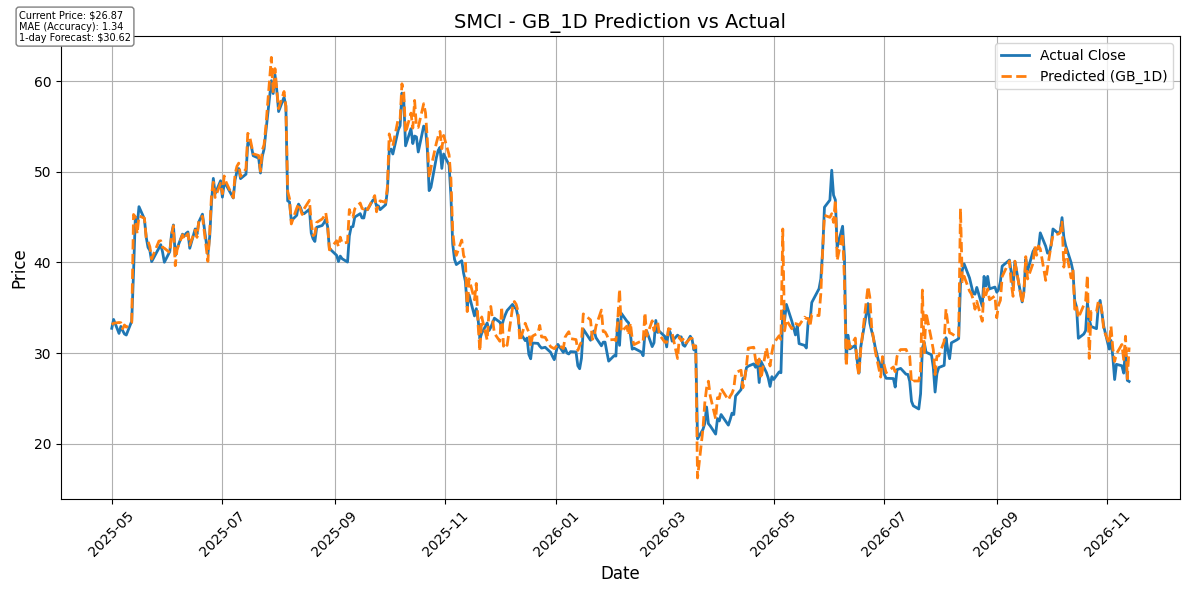 SMCI - GB_1D Prediction vs Actual
Current Price: $26.87
MAE (Accuracy): 1.34
1-day Forecast: $30.62
Actual Close
Predicted (GB_1D)
Price
60
50
40
30
20
2025-05
2025-07
2025-09
2025-11
2026-01
2026-03
2026-05
2026-07
2026-09
2026-11
Date